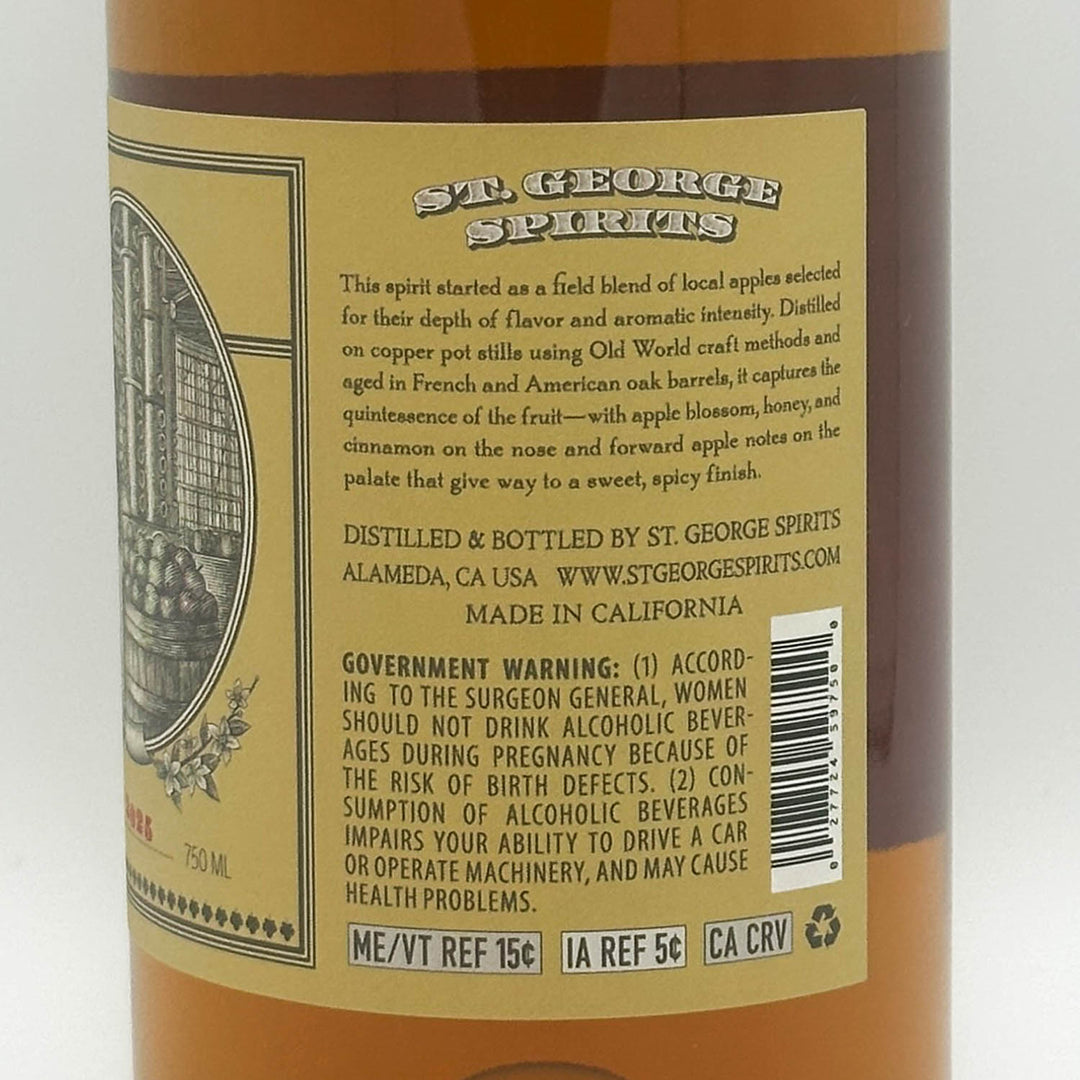 ST. GEORGE
SPIRITS
This spirit started as a field blend of local apples selected
for their depth of flavor and aromatic intensity. Distilled
on copper pot stills using Old World craft methods and
aged in French and American oak barrels, it captures the
quintessence of the fruit—with apple blossom, honey, and
cinnamon on the nose and forward apple notes on the
palate that give way to a sweet, spicy finish.
DISTILLED & BOTTLED BY ST. GEORGE SPIRITS
ALAMEDA, CA USA WWW.STGEORGESPIRITS.COM
MADE IN CALIFORNIA
GOVERNMENT WARNING: (1) ACCORD-
ING TO THE SURGEON GENERAL, WOMEN
SHOULD NOT DRINK ALCOHOLIC BEVER-
AGES DURING PREGNANCY BECAUSE OF
THE RISK OF BIRTH DEFECTS. (2) CON-
SUMPTION OF ALCOHOLIC BEVERAGES
IMPAIRS YOUR ABILITY TO DRIVE A CAR
OR OPERATE MACHINERY, AND MAY CAUSE
HEALTH PROBLEMS.
0 27724 59750 0
ME/VT REF 15¢ IA REF 5¢ CA CRV
750 ML